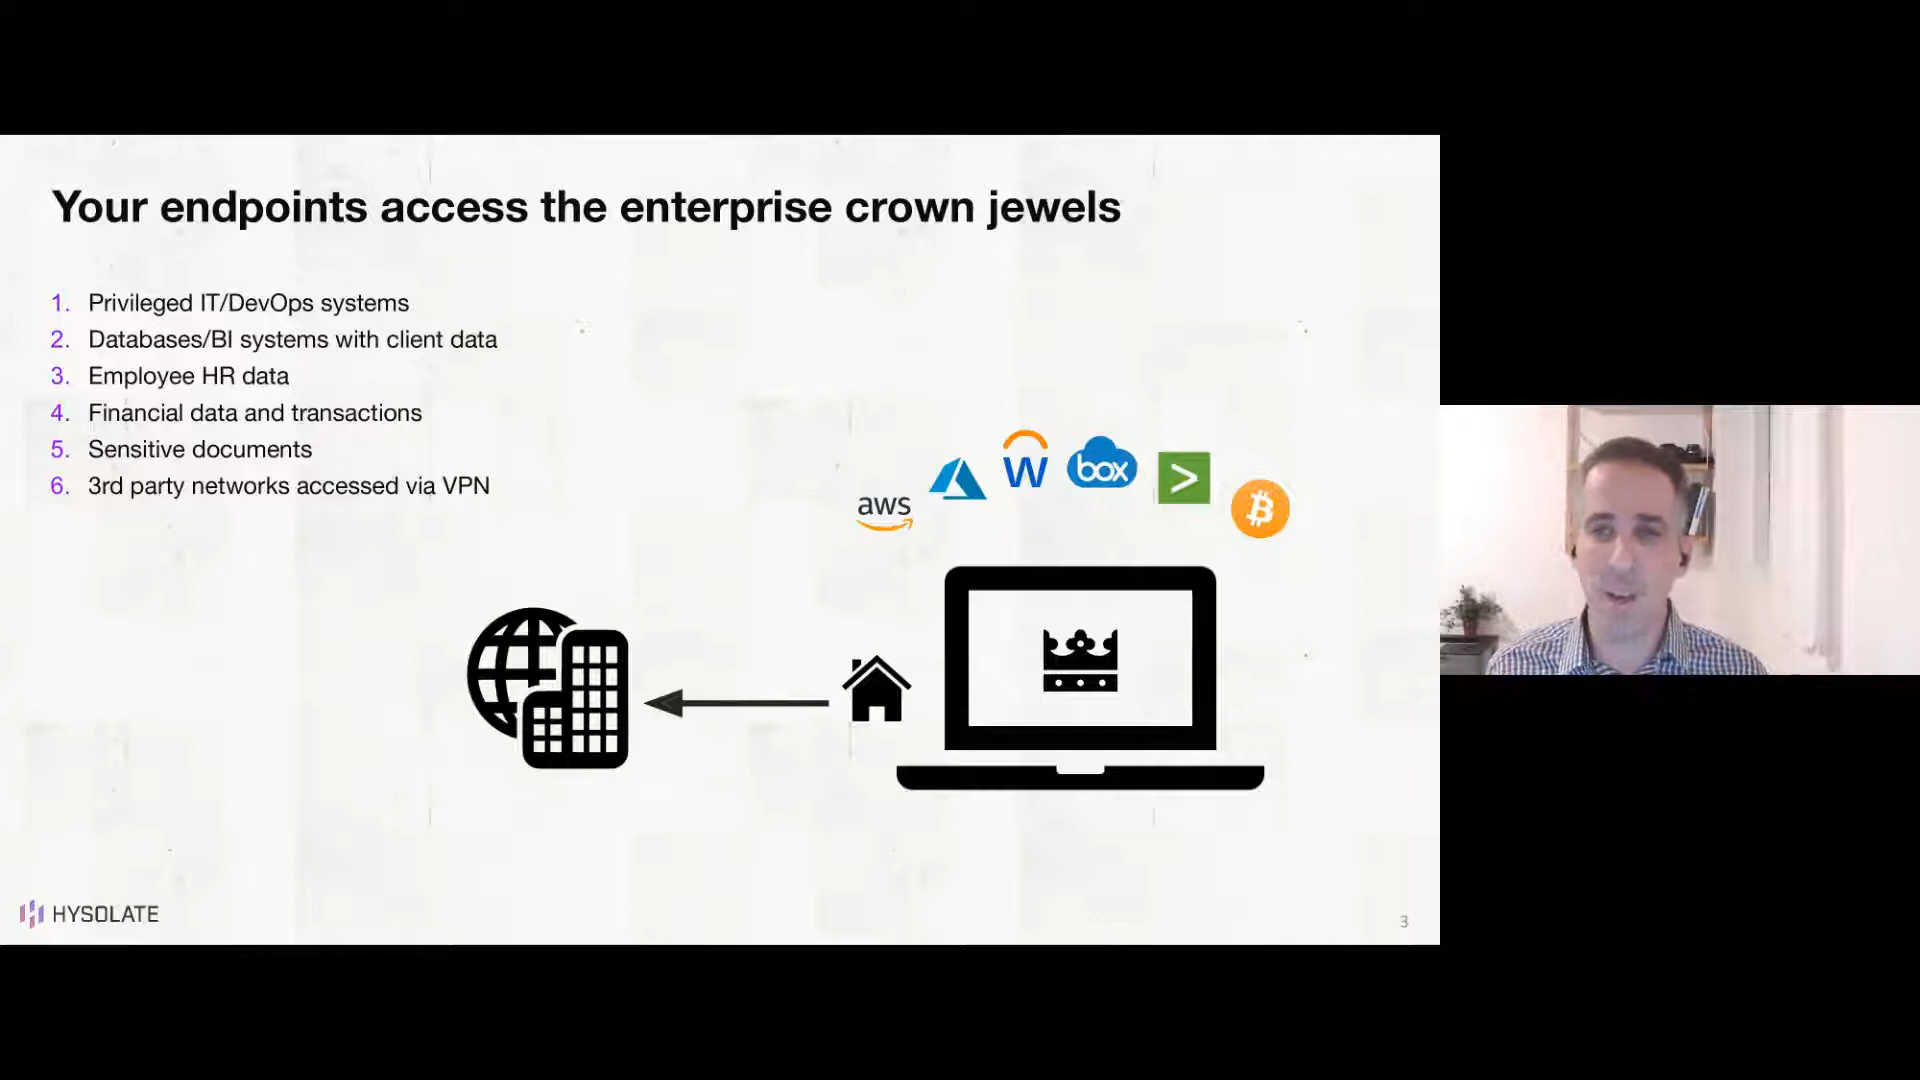 Your endpoints access the enterprise crown jewels
1. Privileged IT/DevOps systems
2. Databases/BI systems with client data
3. Employee HR data
4. Financial data and transactions
5. Sensitive documents
6. 3rd party networks accessed via VPN
aws
W
box
>
₿
HYSOLATE
3